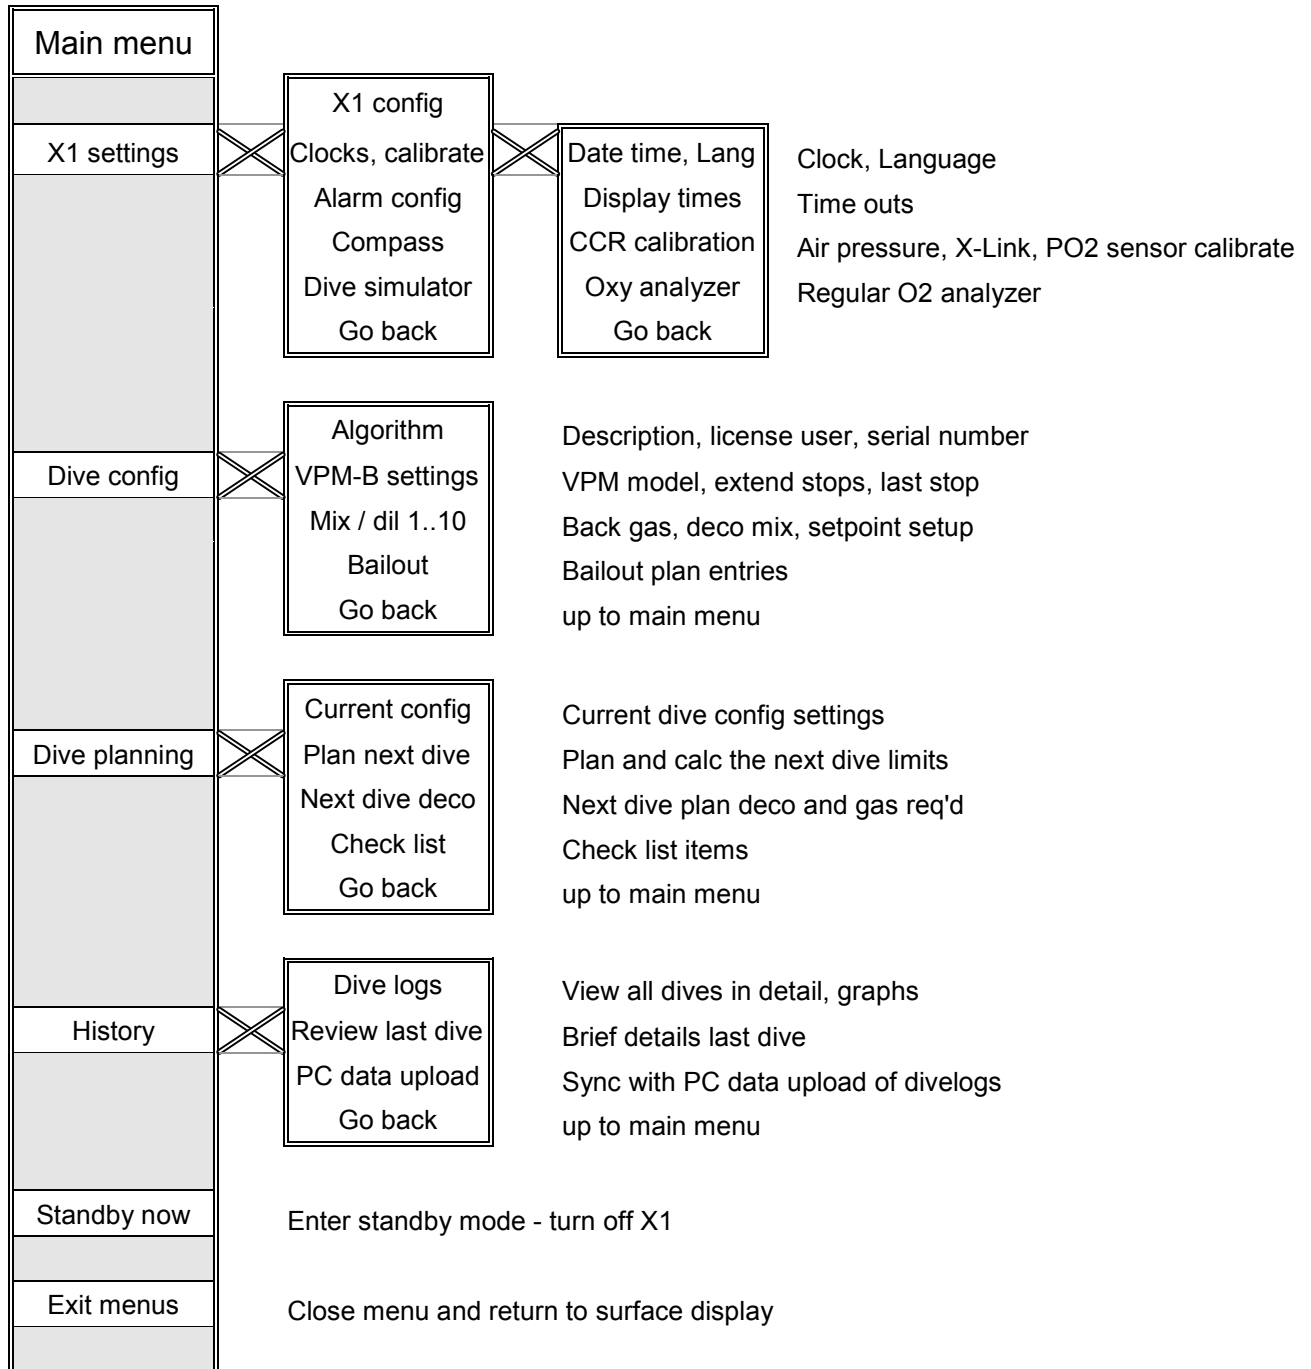 Main menu
X1 config
X1 settings
Clocks, calibrate
Date time, Lang
Clock, Language
Alarm config
Display times
Time outs
Compass
CCR calibration
Air pressure, X-Link, PO2 sensor calibrate
Dive simulator
Oxy analyzer
Regular O2 analyzer
Go back
Go back
Algorithm
Description, license user, serial number
Dive config
VPM-B settings
VPM model, extend stops, last stop
Mix / dil 1..10
Back gas, deco mix, setpoint setup
Bailout
Bailout plan entries
Go back
up to main menu
Current config
Current dive config settings
Dive planning
Plan next dive
Plan and calc the next dive limits
Next dive deco
Next dive plan deco and gas req'd
Check list
Check list items
Go back
up to main menu
Dive logs
View all dives in detail, graphs
History
Review last dive
Brief details last dive
PC data upload
Sync with PC data upload of divelogs
Go back
up to main menu
Standby now
Enter standby mode - turn off X1
Exit menus
Close menu and return to surface display